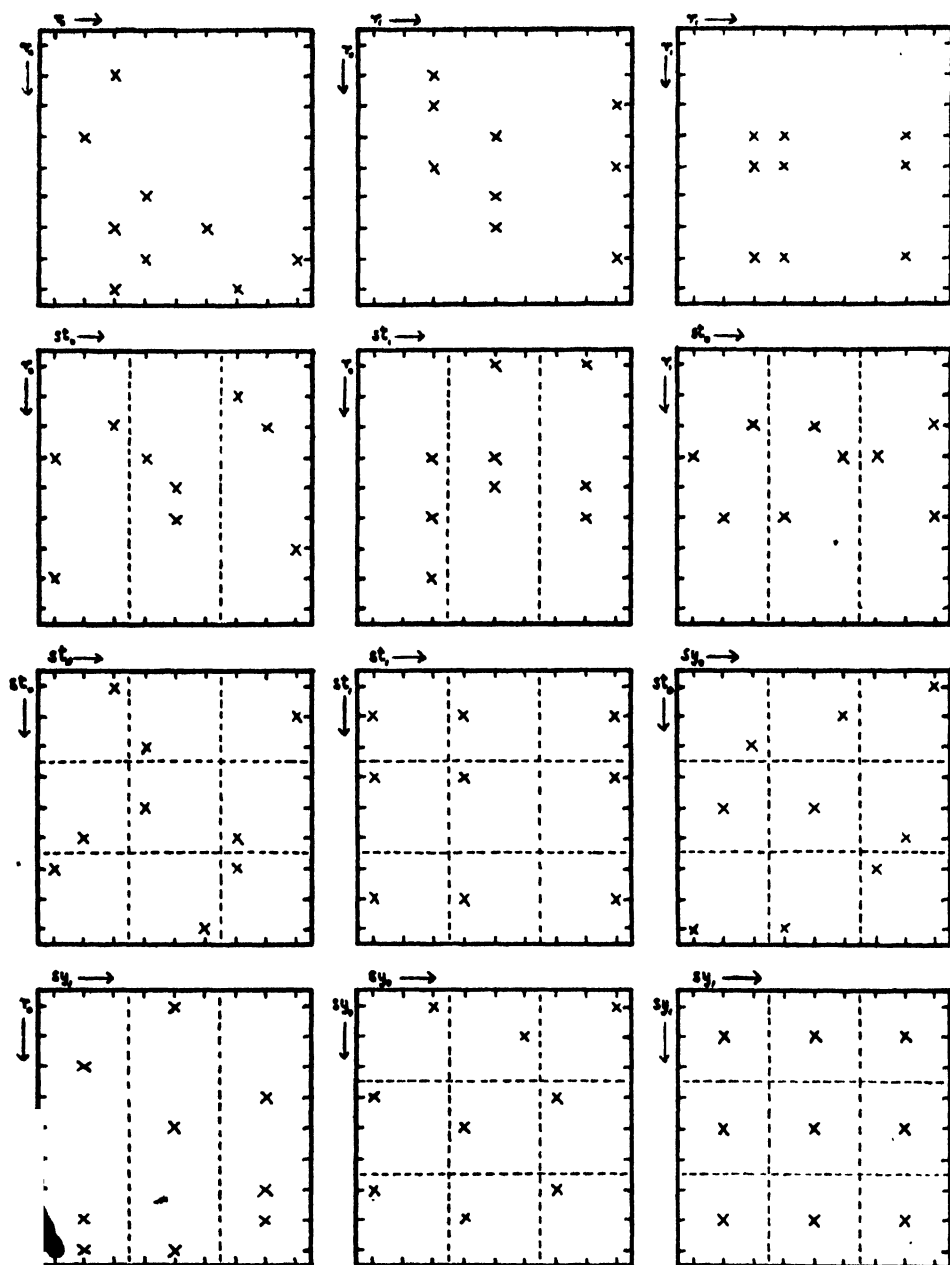 r₀ → r₁ → r₁ →
r₀ r₀ r₁
st₀ → st₁ → st₀ →
r₀ r₀ r₁
st₀ → st₁ → sy₀ →
st₀ st₁ st₀
sy₁ → sy₀ → sy₁ →
r₀ sy₀ sy₁